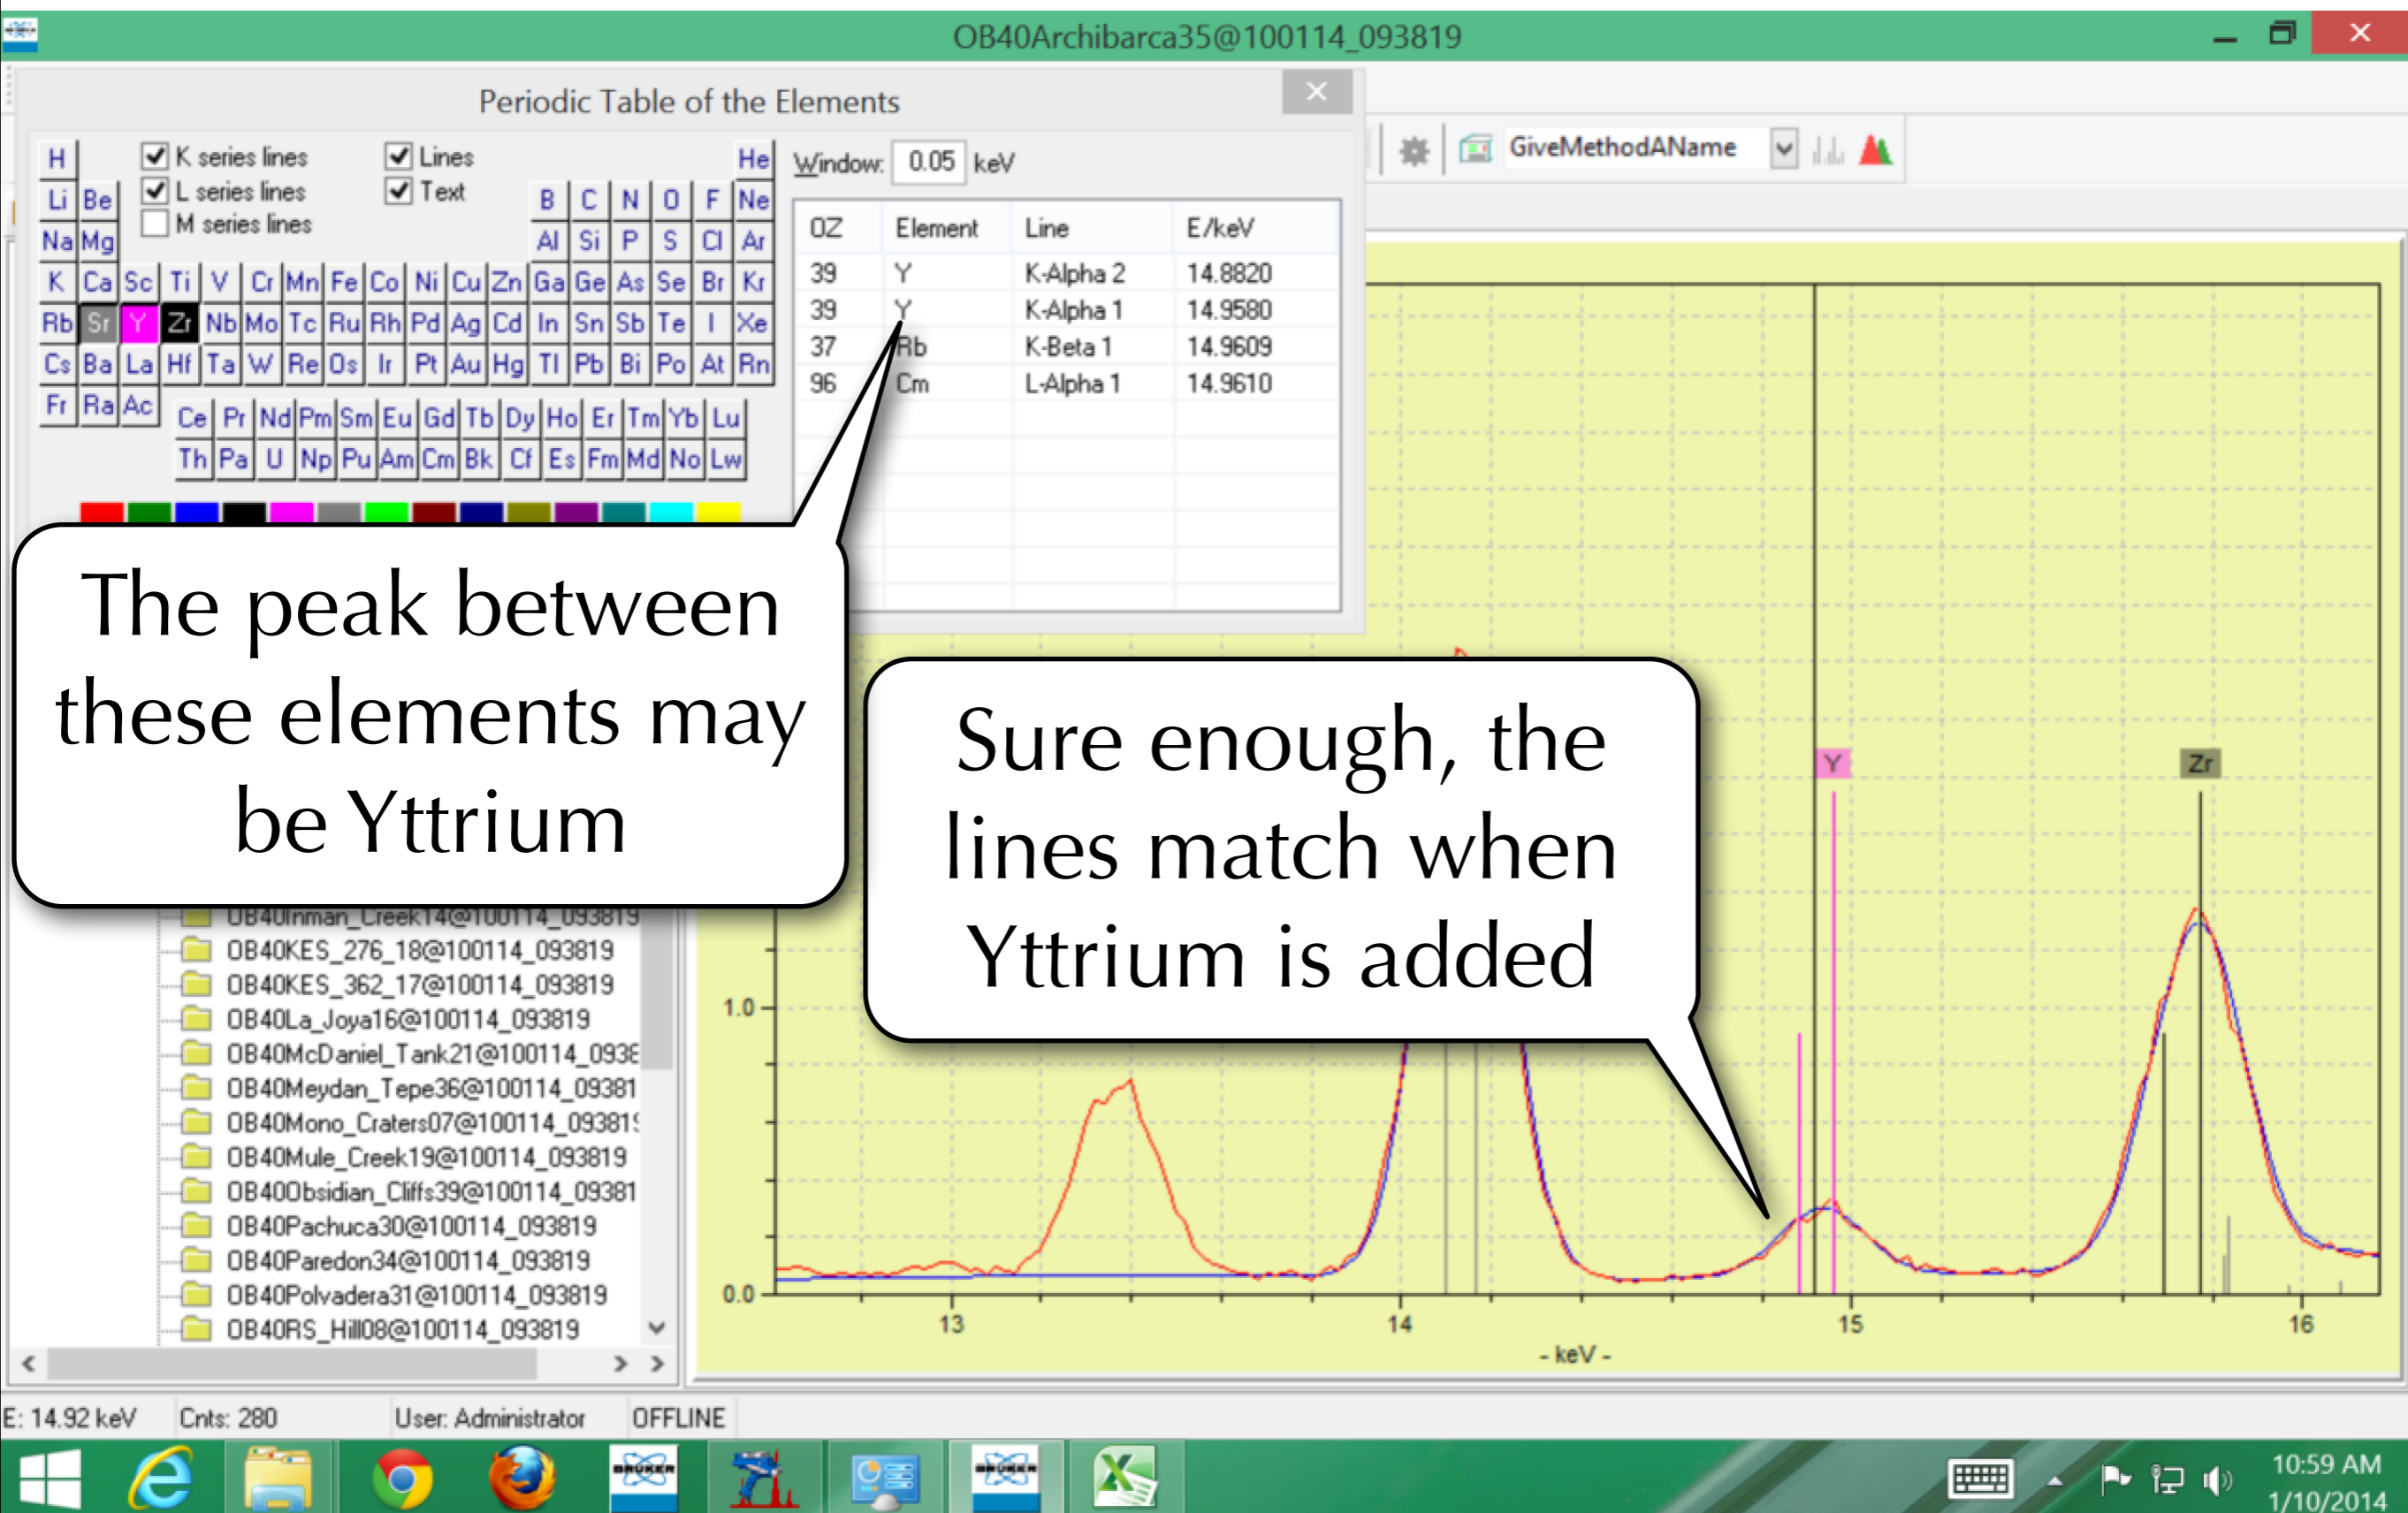 OB40Archibarca35@100114_093819
Periodic Table of the Elements
K series lines
L series lines
M series lines
Lines
Text
H He
Li Be B C N O F Ne
Na Mg Al Si P S Cl Ar
K Ca Sc Ti V Cr Mn Fe Co Ni Cu Zn Ga Ge As Se Br Kr
Rb Sr Y Zr Nb Mo Tc Ru Rh Pd Ag Cd In Sn Sb Te I Xe
Cs Ba La Hf Ta W Re Os Ir Pt Au Hg Tl Pb Bi Po At Rn
Fr Ra Ac
Ce Pr Nd Pm Sm Eu Gd Tb Dy Ho Er Tm Yb Lu
Th Pa U Np Pu Am Cm Bk Cf Es Fm Md No Lw
Window: 0.05 keV
OZ Element Line E/keV
39 Y K-Alpha 2 14.8820
39 Y K-Alpha 1 14.9580
37 Rb K-Beta 1 14.9609
96 Cm L-Alpha 1 14.9610
GiveMethodAName
The peak between
these elements may
be Yttrium
Sure enough, the
lines match when
Yttrium is added
Y
Zr
OB40Inman_Creek14@100114_093819
OB40KES_276_18@100114_093819
OB40KES_362_17@100114_093819
OB40La_Joya16@100114_093819
OB40McDaniel_Tank21@100114_0938
OB40Meydan_Tepe36@100114_09381
OB40Mono_Craters07@100114_093819
OB40Mule_Creek19@100114_093819
OB40Obsidian_Cliffs39@100114_09381
OB40Pachuca30@100114_093819
OB40Paredon34@100114_093819
OB40Polvadera31@100114_093819
OB40RS_Hill08@100114_093819
1.0
0.0
13 14 15 16
- keV -
E: 14.92 keV Cnts: 280 User: Administrator OFFLINE
BRUKER
BRUKER
10:59 AM
1/10/2014